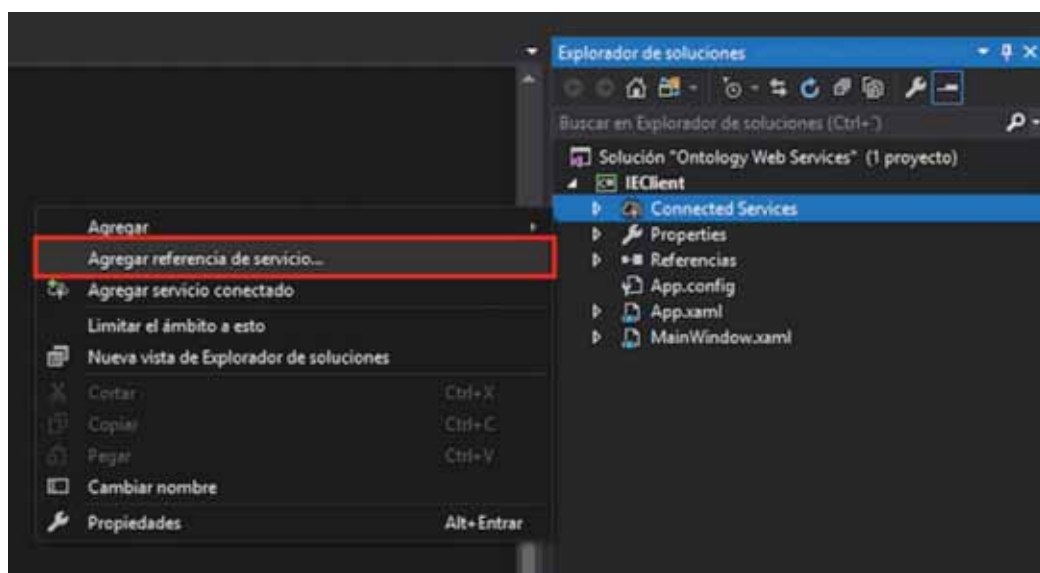 Explorador de soluciones
Buscar en Explorador de soluciones (Ctrl+´)
Solución "Ontology Web Services" (1 proyecto)
IEClient
Connected Services
Properties
Referencias
App.config
App.xaml
MainWindow.xaml
Agregar
Agregar referencia de servicio...
Agregar servicio conectado
Limitar el ámbito a esto
Nueva vista de Explorador de soluciones
Cortar Ctrl+X
Copiar Ctrl+C
Pegar Ctrl+V
Cambiar nombre
Propiedades Alt+Entrar